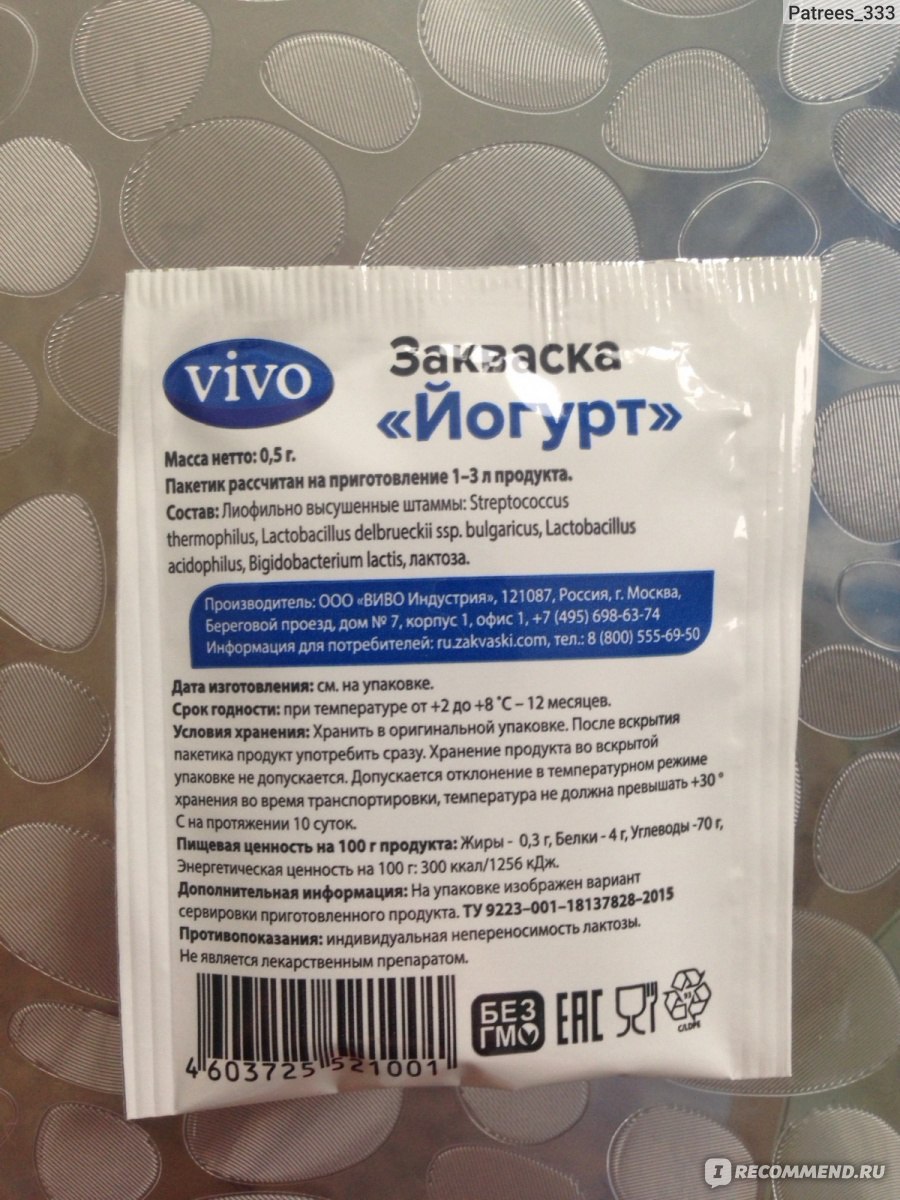 Patrees_333
vivo
Закваска
«Йогурт»
Масса нетто: 0,5 г.
Пакетик рассчитан на приготовление 1–3 л продукта.
Состав: Лиофильно высушенные штаммы: Streptococcus
thermophilus, Lactobacillus delbrueckii ssp. bulgaricus, Lactobacillus
acidophilus, Bigidobacterium lactis, лактоза.
Производитель: ООО «ВИВО Индустрия», 121087, Россия, г. Москва,
Береговой проезд, дом № 7, корпус 1, офис 1, +7 (495) 698-63-74
Информация для потребителей: ru.zakvaski.com, тел.: 8 (800) 555-69-50
Дата изготовления: см. на упаковке.
Срок годности: при температуре от +2 до +8 °С – 12 месяцев.
Условия хранения: Хранить в оригинальной упаковке. После вскрытия
пакетика продукт употребить сразу. Хранение продукта во вскрытой
упаковке не допускается. Допускается отклонение в температурном режиме
хранения во время транспортировки, температура не должна превышать +30 °
С на протяжении 10 суток.
Пищевая ценность на 100 г продукта: Жиры - 0,3 г, Белки - 4 г, Углеводы -70 г,
Энергетическая ценность на 100 г: 300 ккал/1256 кДж.
Дополнительная информация: На упаковке изображен вариант
сервировки приготовленного продукта. ТУ 9223–001–18137828–2015
Противопоказания: индивидуальная непереносимость лактозы.
Не является лекарственным препаратом.
БЕЗ
ГМО
EAC
C/LDPE
4 603725 521001
I RECOMMEND.RU